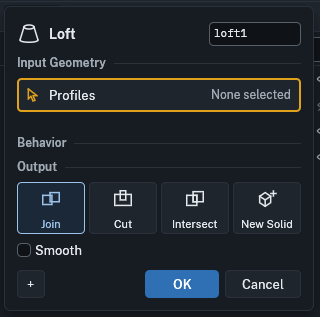 Loft
loft1
Input Geometry
Profiles
None selected
Behavior
Output
Join
Cut
Intersect
New Solid
Smooth
+
OK
Cancel